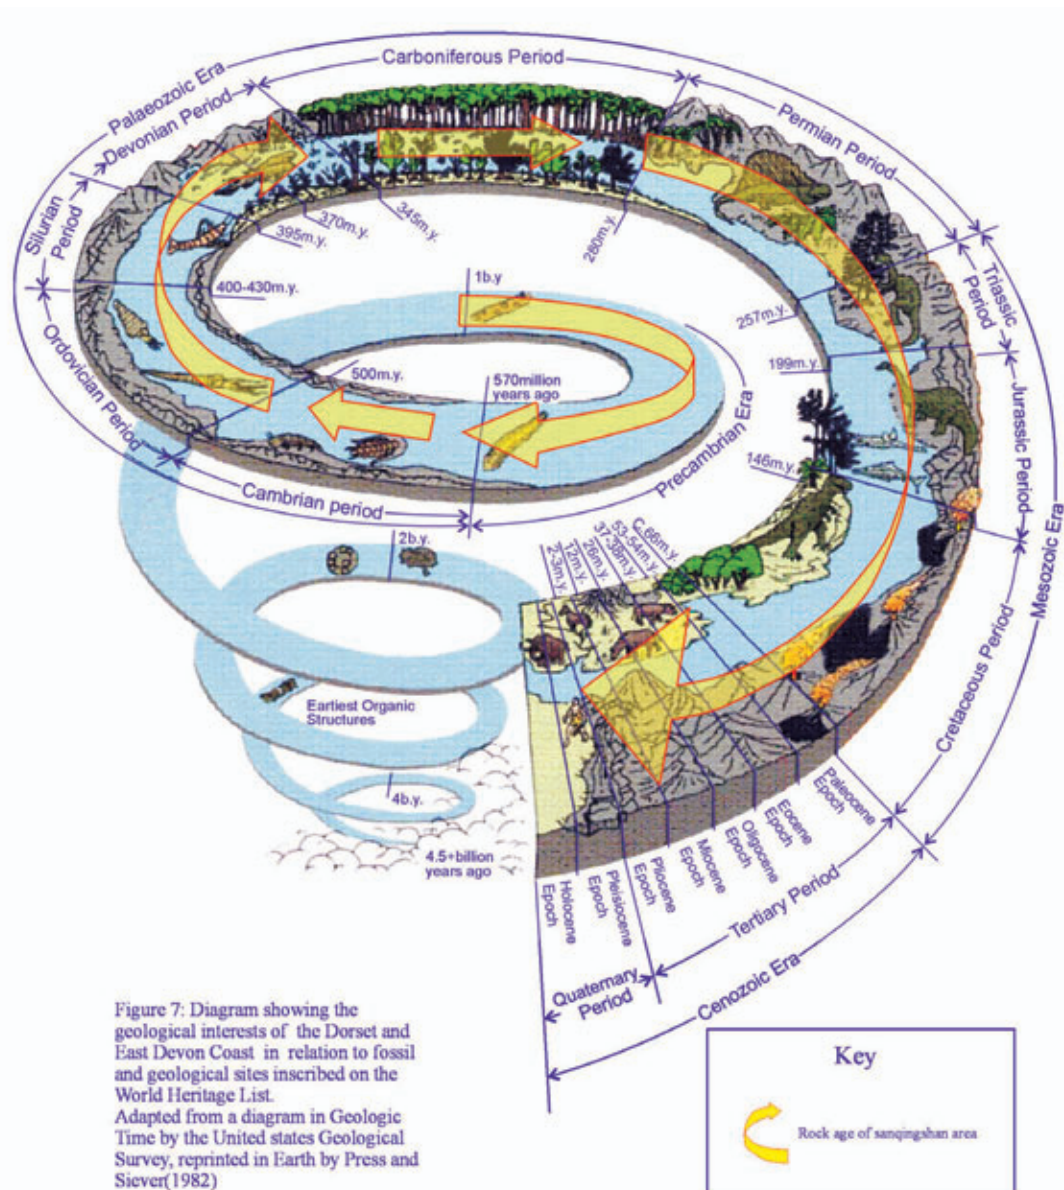 Carboniferous Period
Palaeozoic Era
Devonian Period
Permian Period
Silurian
Period
370m.y.
345m.y.
395m.y.
280m.y.
Triassic
Period
400-430m.y.
1b.y
257m.y.
199m.y.
Ordovician Period
500m.y.
570million
years ago
Precambrian Era
Jurassic Period
146m.y.
Mesozoic Era
Cambrian period
2b.y.
C.66m.y.
53-54m.y.
37-38m.y.
26m.y.
12m.y.
2-3m.y.
Cretaceous Period
Eartiest Organic
Structures
4b.y.
4.5+billion
years ago
Paleocene
Epoch
Eocene
Epoch
Oligocene
Epoch
Miocene
Epoch
Pliocene
Epoch
Pleisiocene
Epoch
Holocene
Epoch
Tertiary Period
Quaternary
Period
Cenozoic Era
Figure 7: Diagram showing the
geological interests of the Dorset and
East Devon Coast in relation to fossil
and geological sites inscribed on the
World Heritage List.
Adapted from a diagram in Geologic
Time by the United states Geological
Survey, reprinted in Earth by Press and
Siever(1982)
Key
Rock age of sanqingshan area